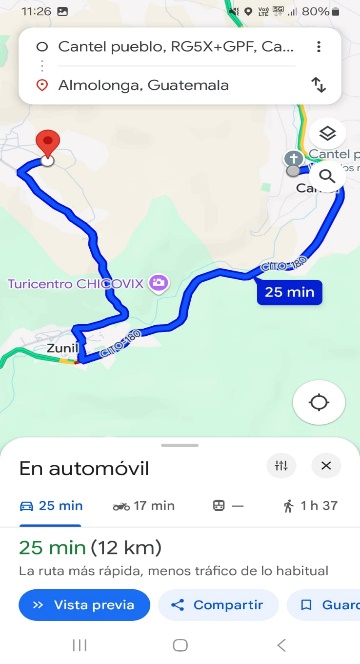 11:26
80%
Cantel pueblo, RG5X+GPF, Ca...
Almolonga, Guatemala
Cantel p
Can
Turicentro CHICOVIX
CITO-180
25 min
Zunil
CITO-180
En automóvil
25 min
17 min
—
1 h 37
25 min (12 km)
La ruta más rápida, menos tráfico de lo habitual
Vista previa
Compartir
Guar